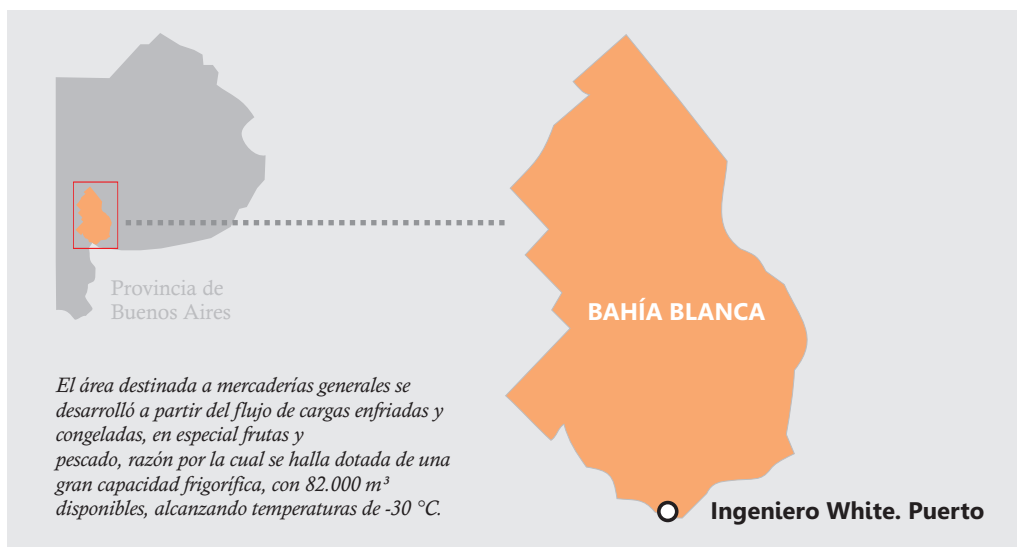 Provincia de
Buenos Aires
BAHÍA BLANCA
El área destinada a mercaderías generales se
desarrolló a partir del flujo de cargas enfriadas y
congeladas, en especial frutas y
pescado, razón por la cual se halla dotada de una
gran capacidad frigorífica, con 82.000 m³
disponibles, alcanzando temperaturas de -30 °C.
Ingeniero White. Puerto